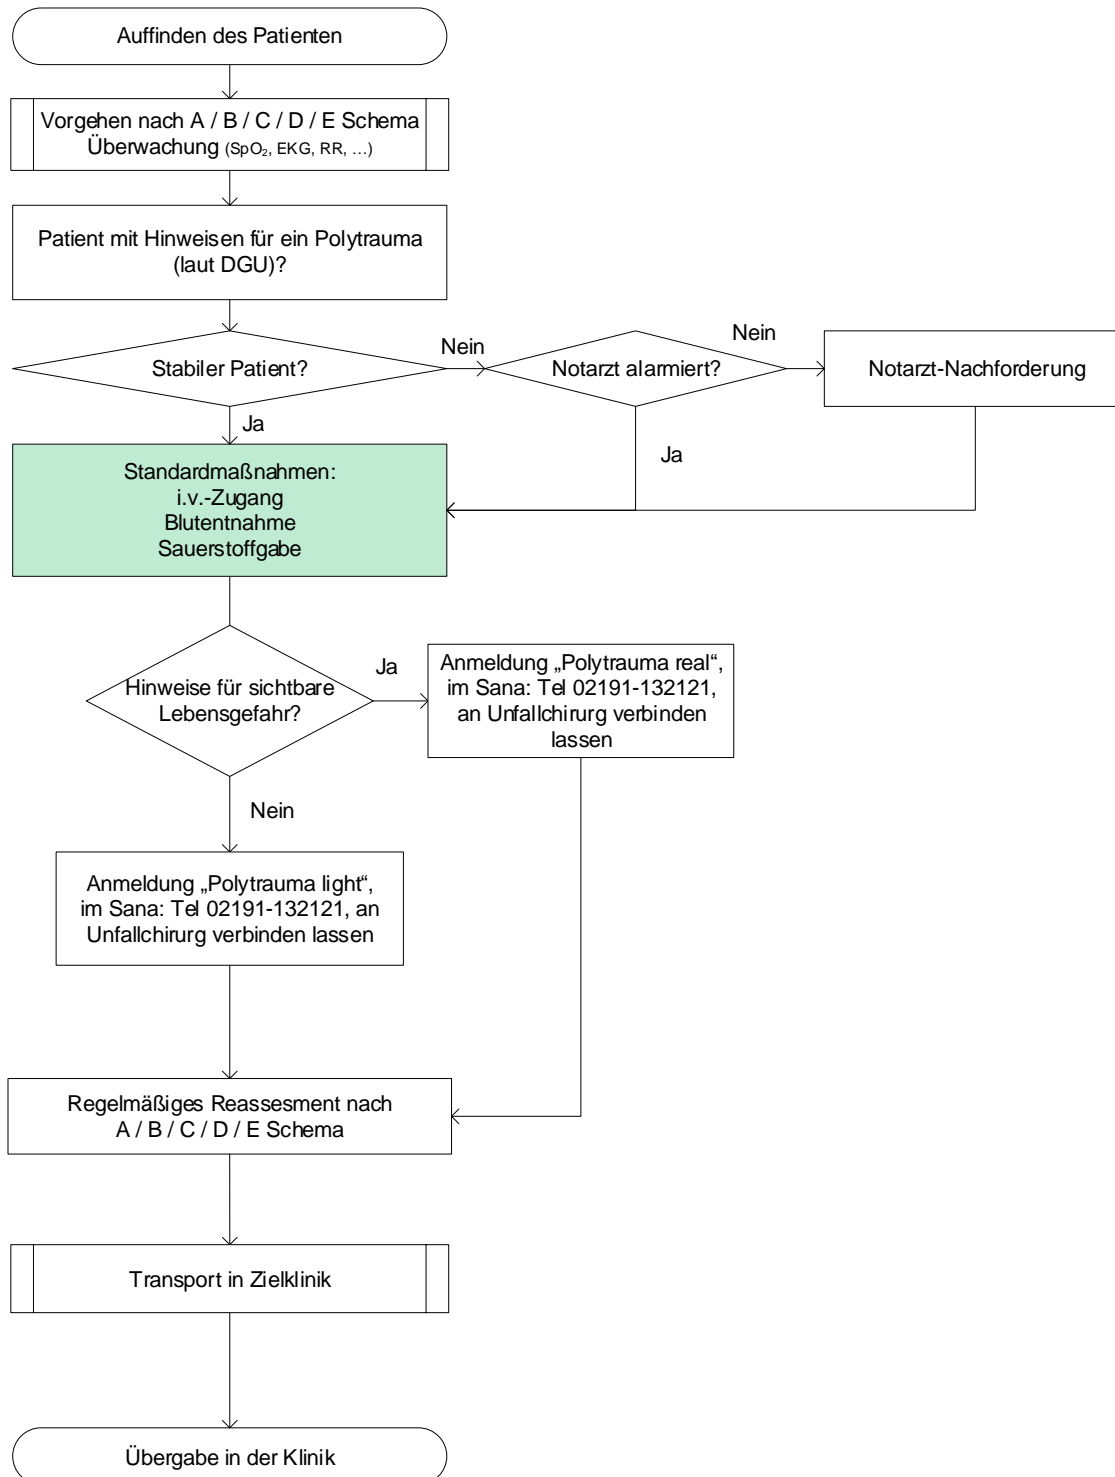 Auffinden des Patienten
Vorgehen nach A / B / C / D / E Schema
Überwachung (SpO₂, EKG, RR, …)
Patient mit Hinweisen für ein Polytrauma
(laut DGU)?
Stabiler Patient?
Nein
Notarzt alarmiert?
Nein
Notarzt-Nachforderung
Ja
Ja
Standardmaßnahmen:
i.v.-Zugang
Blutentnahme
Sauerstoffgabe
Hinweise für sichtbare
Lebensgefahr?
Ja
Anmeldung „Polytrauma real“,
im Sana: Tel 02191-132121,
an Unfallchirurg verbinden
lassen
Nein
Anmeldung „Polytrauma light“,
im Sana: Tel 02191-132121, an
Unfallchirurg verbinden lassen
Regelmäßiges Reassesment nach
A / B / C / D / E Schema
Transport in Zielklinik
Übergabe in der Klinik